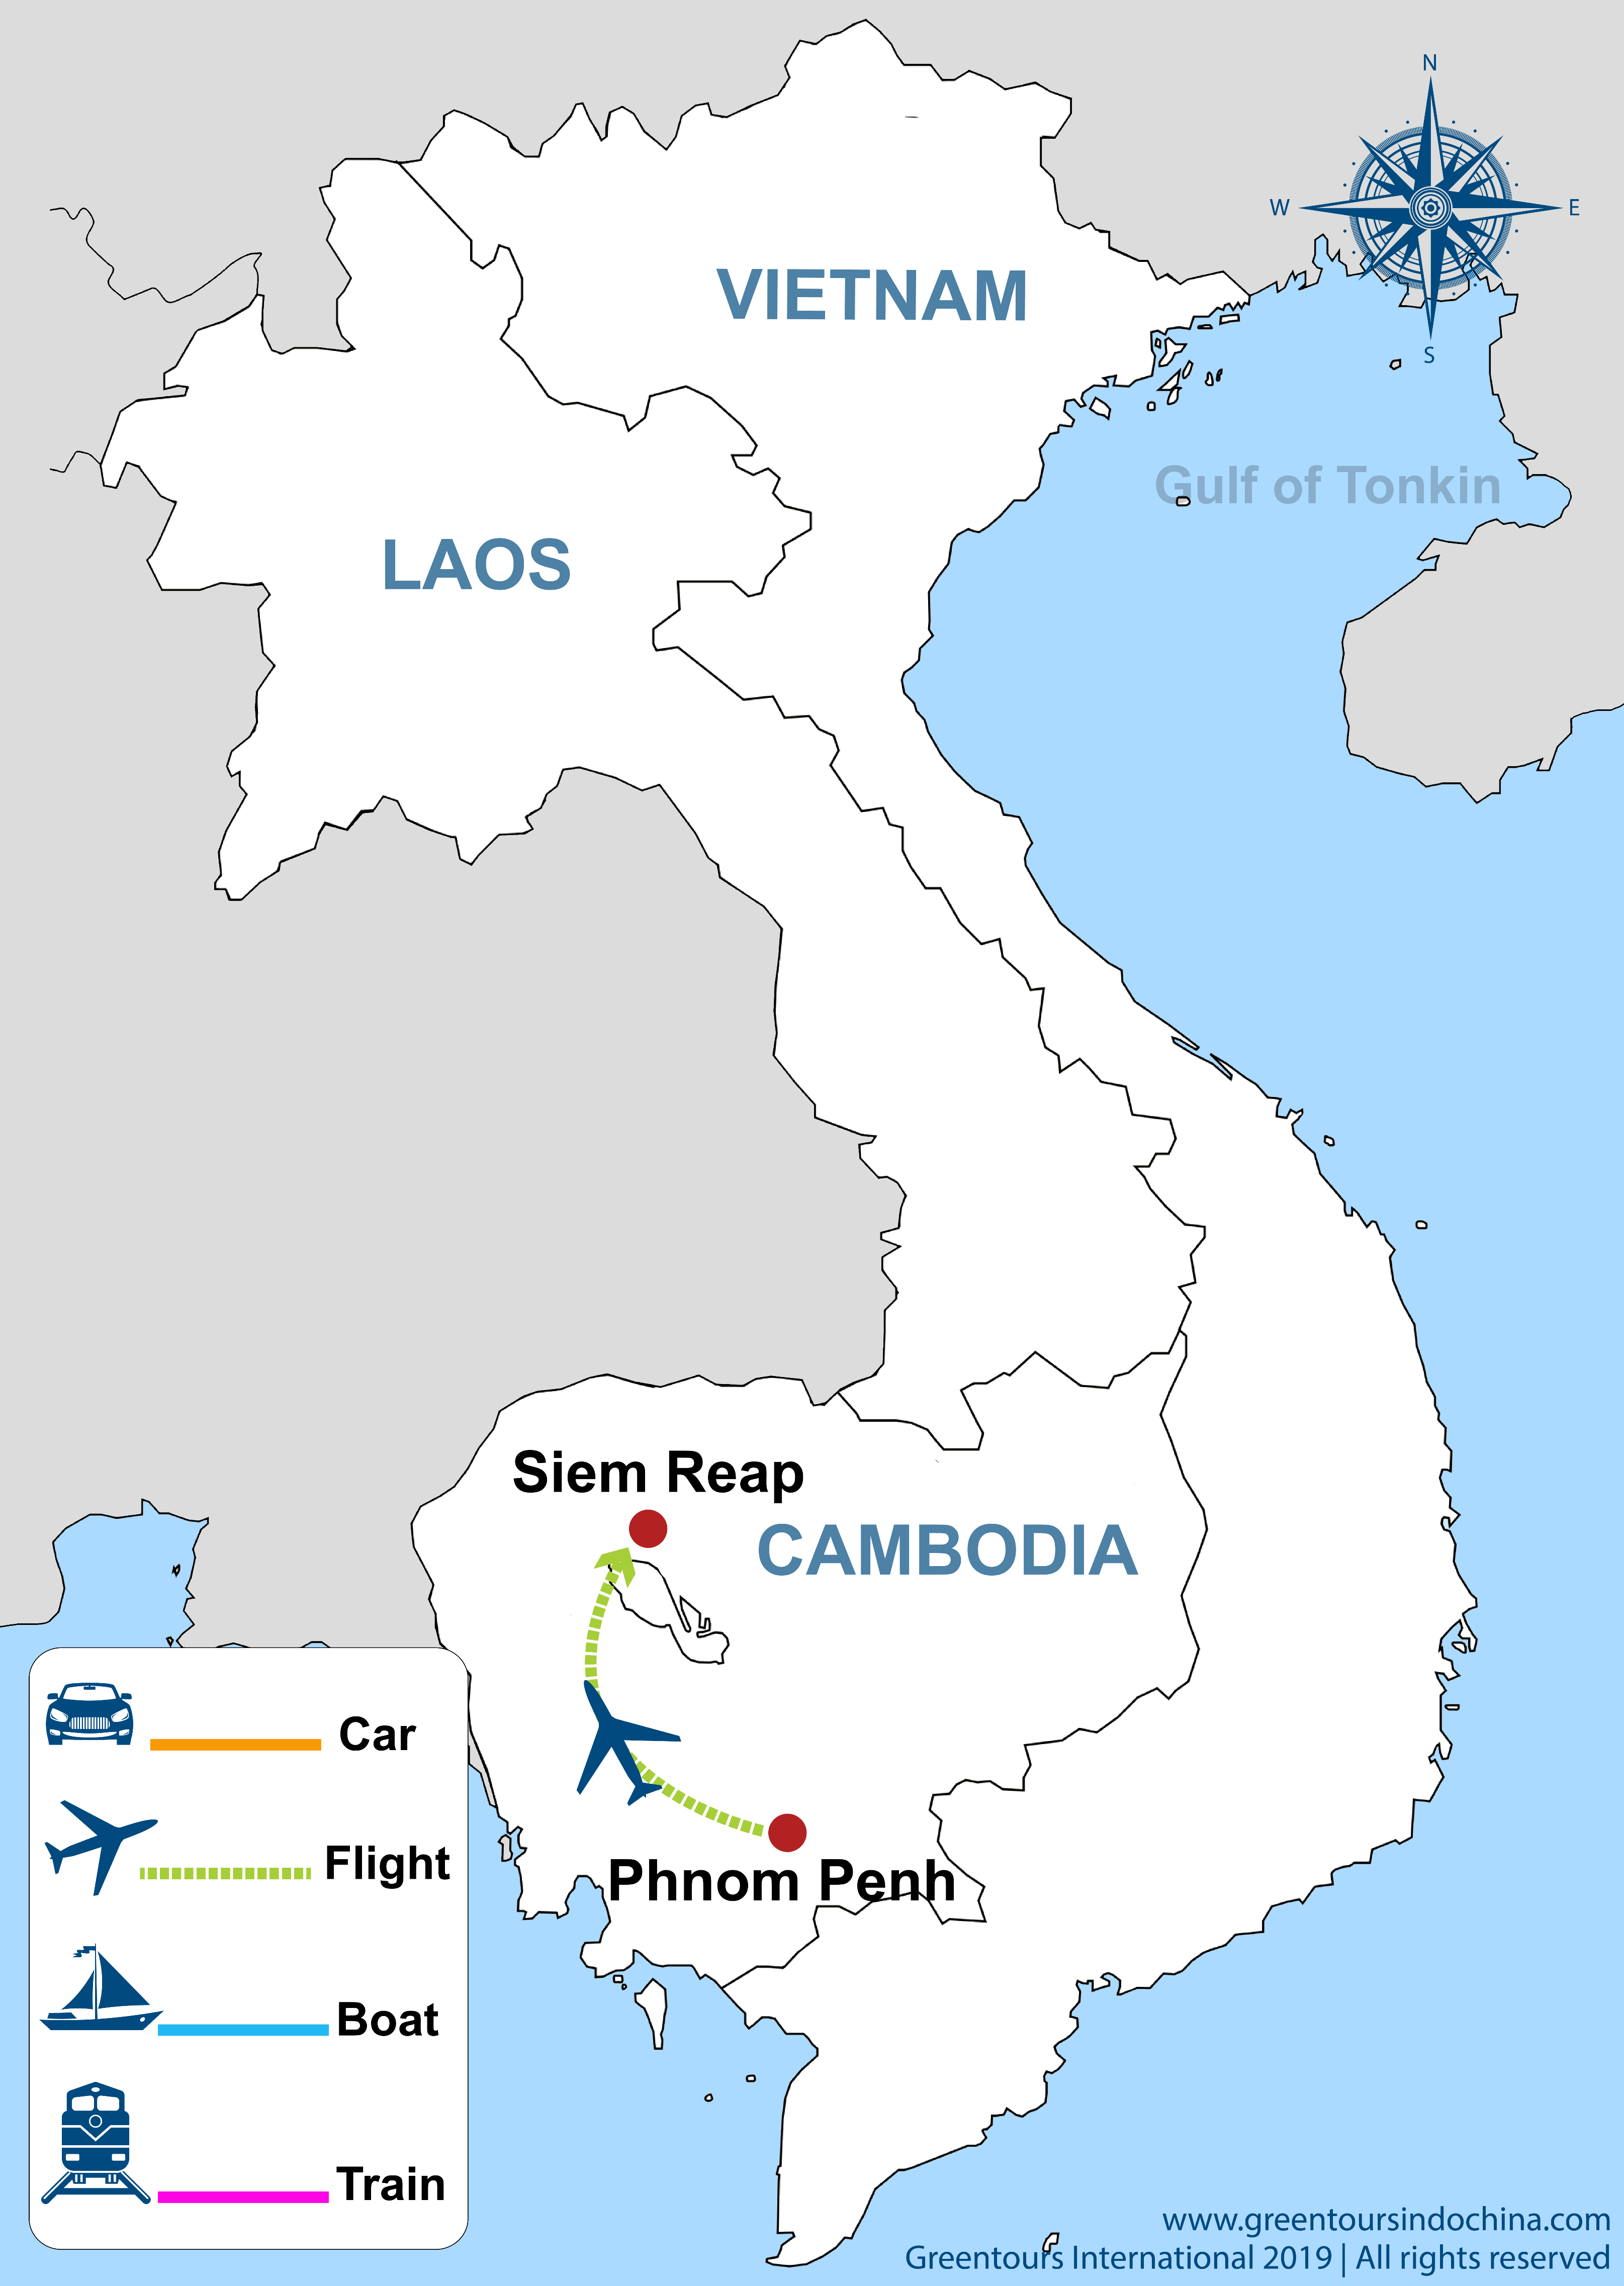 N
W
E
S
VIETNAM
Gulf of Tonkin
LAOS
Siem Reap
CAMBODIA
Car
Flight
Phnom Penh
Boat
Train
www.greentoursindochina.com
Greentours International 2019 | All rights reserved